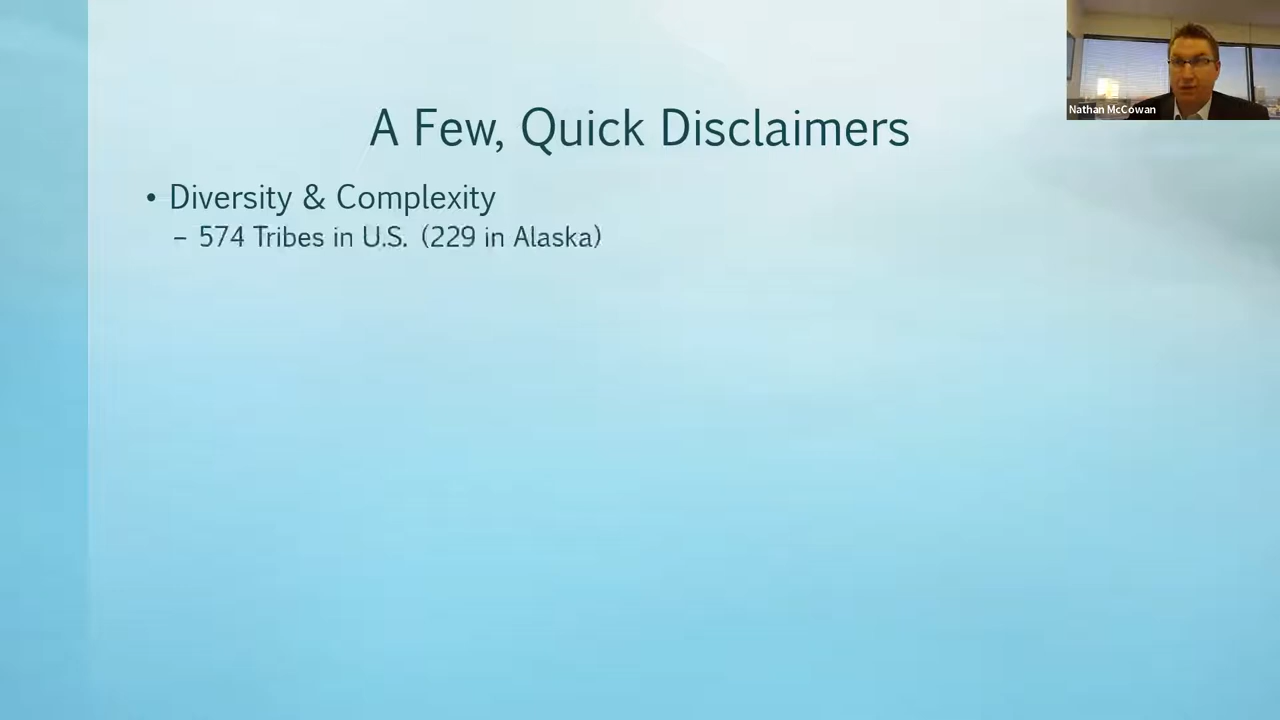 Nathan McCowan
A Few, Quick Disclaimers
• Diversity & Complexity
– 574 Tribes in U.S. (229 in Alaska)